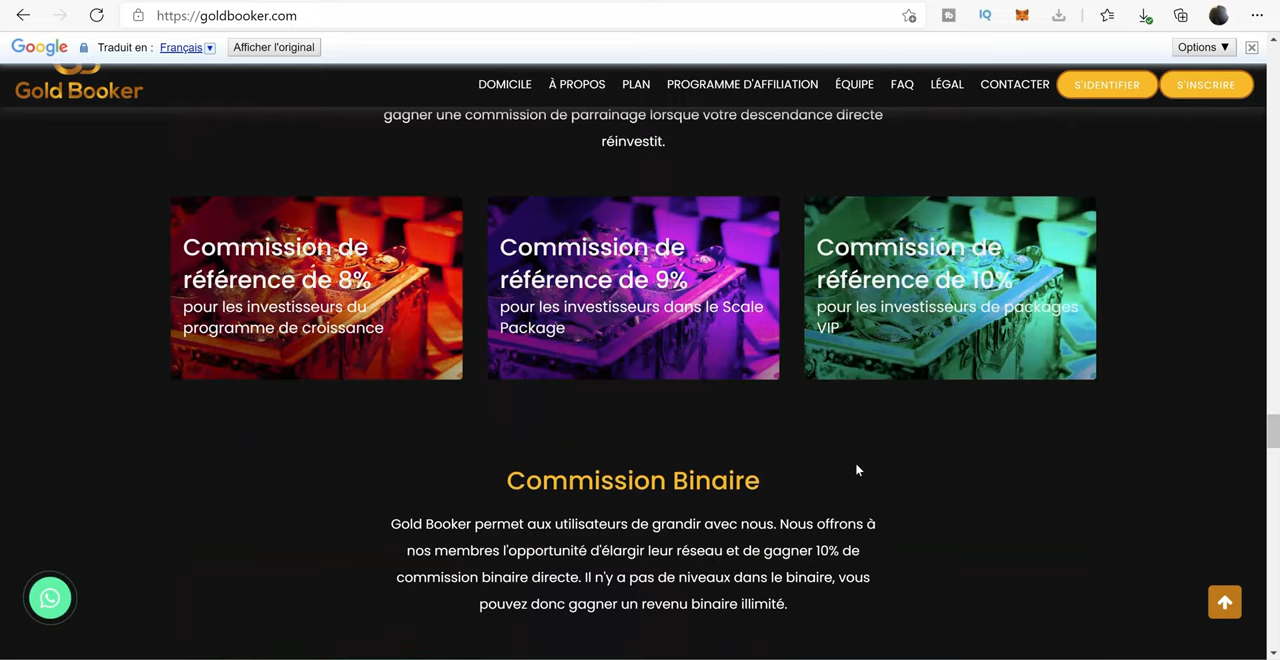 https://goldbooker.com
Google Traduit en : Français Afficher l'original Options ▼
Gold Booker
DOMICILE À PROPOS PLAN PROGRAMME D'AFFILIATION ÉQUIPE FAQ LÉGAL CONTACTER S'IDENTIFIER S'INSCRIRE
gagner une commission de parrainage lorsque votre descendance directe
réinvestit.
Commission de
référence de 8%
pour les investisseurs du
programme de croissance
Commission de
référence de 9%
pour les investisseurs dans le Scale
Package
Commission de
référence de 10%
pour les investisseurs de packages
VIP
Commission Binaire
Gold Booker permet aux utilisateurs de grandir avec nous. Nous offrons à
nos membres l'opportunité d'élargir leur réseau et de gagner 10% de
commission binaire directe. Il n'y a pas de niveaux dans le binaire, vous
pouvez donc gagner un revenu binaire illimité.